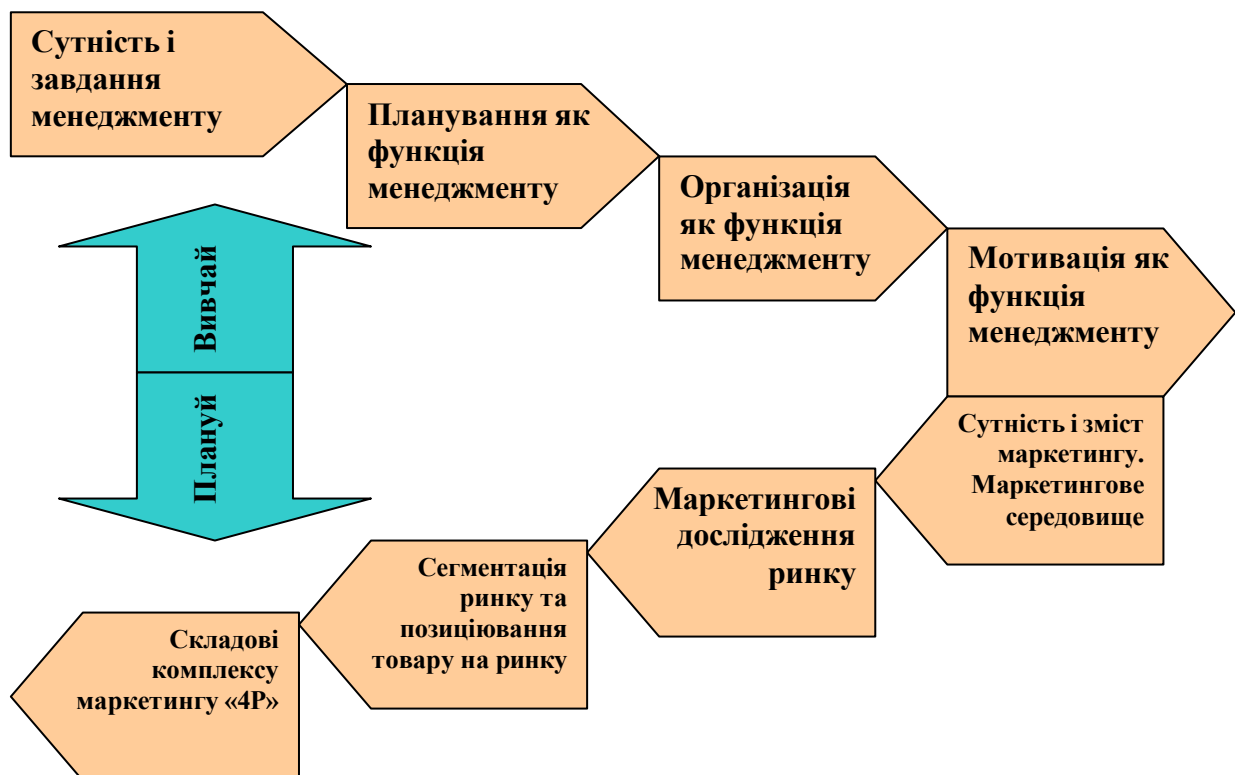 Сутність і
завдання
менеджменту
Планування як
функція
менеджменту
Організація
як функція
менеджменту
Мотивація як
функція
менеджменту
Вивчай
Плануй
Сутність і зміст
маркетингу.
Маркетингове
середовище
Маркетингові
дослідження
ринку
Сегментація
ринку та
позиціювання
товару на ринку
Складові
комплексу
маркетингу «4Р»